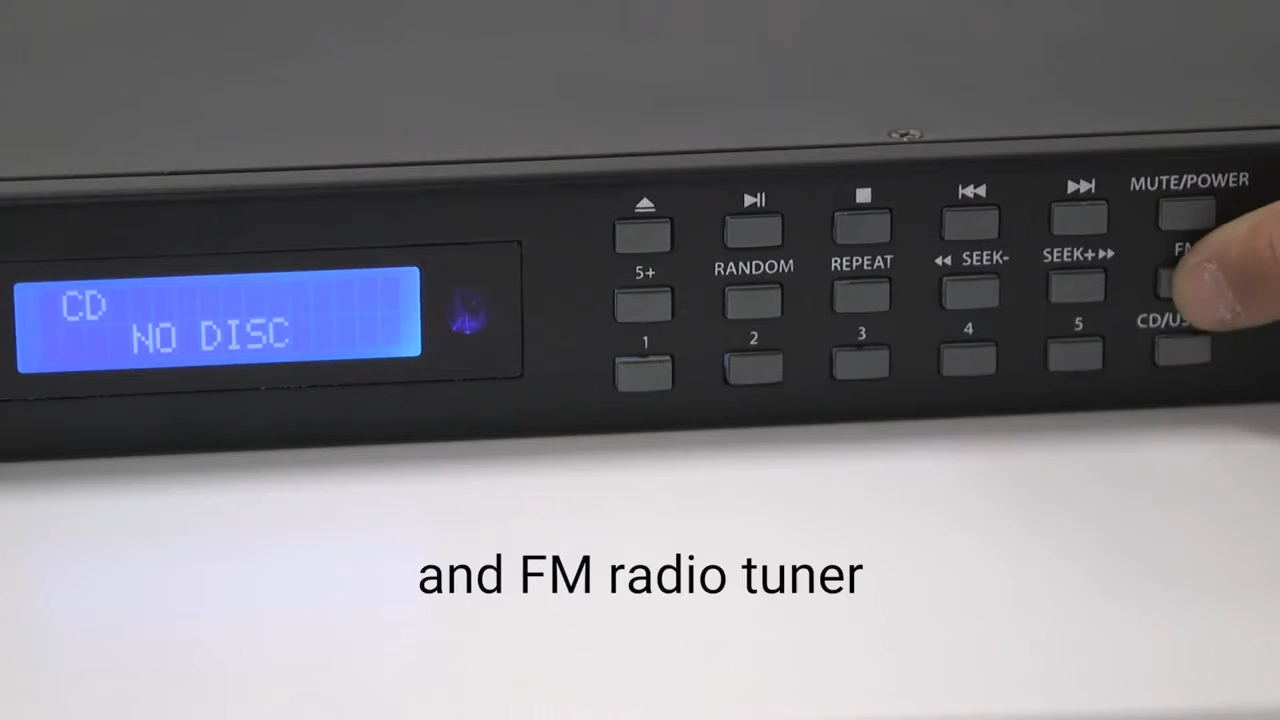 CD
NO DISC
MUTE/POWER
5+ RANDOM REPEAT SEEK- SEEK+
1 2 3 4 5
and FM radio tuner